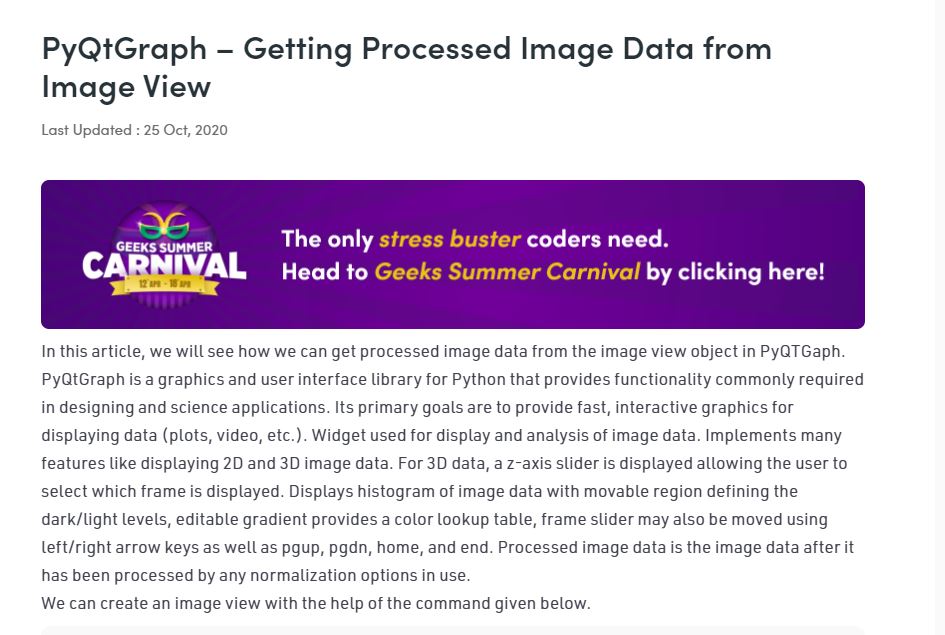 PyQtGraph – Getting Processed Image Data from
Image View
Last Updated : 25 Oct, 2020
GEEKS SUMMER
CARNIVAL
12 APR - 18 APR
The only stress buster coders need.
Head to Geeks Summer Carnival by clicking here!
In this article, we will see how we can get processed image data from the image view object in PyQTGaph.
PyQtGraph is a graphics and user interface library for Python that provides functionality commonly required
in designing and science applications. Its primary goals are to provide fast, interactive graphics for
displaying data (plots, video, etc.). Widget used for display and analysis of image data. Implements many
features like displaying 2D and 3D image data. For 3D data, a z-axis slider is displayed allowing the user to
select which frame is displayed. Displays histogram of image data with movable region defining the
dark/light levels, editable gradient provides a color lookup table, frame slider may also be moved using
left/right arrow keys as well as pgup, pgdn, home, and end. Processed image data is the image data after it
has been processed by any normalization options in use.
We can create an image view with the help of the command given below.